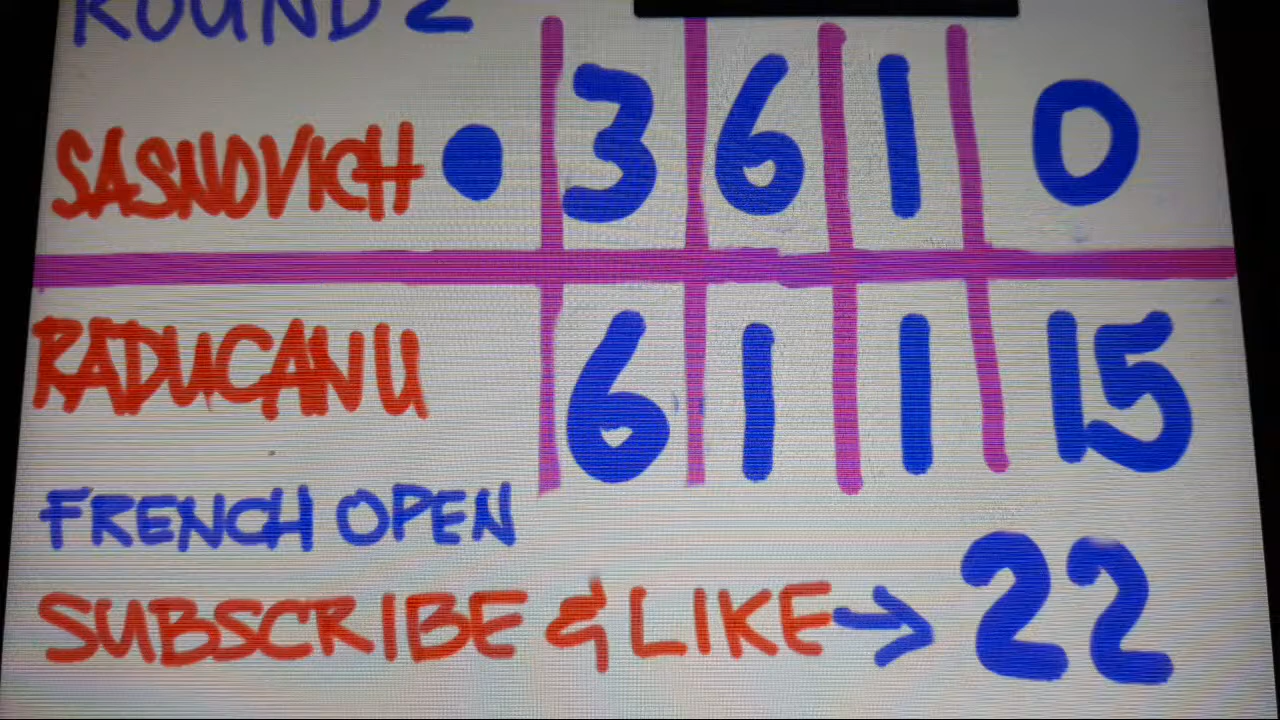 ROUND 2
SASNOVICH • 3 6 1 0
RADUCANU 6 1 1 15
FRENCH OPEN
SUBSCRIBE & LIKE → 22